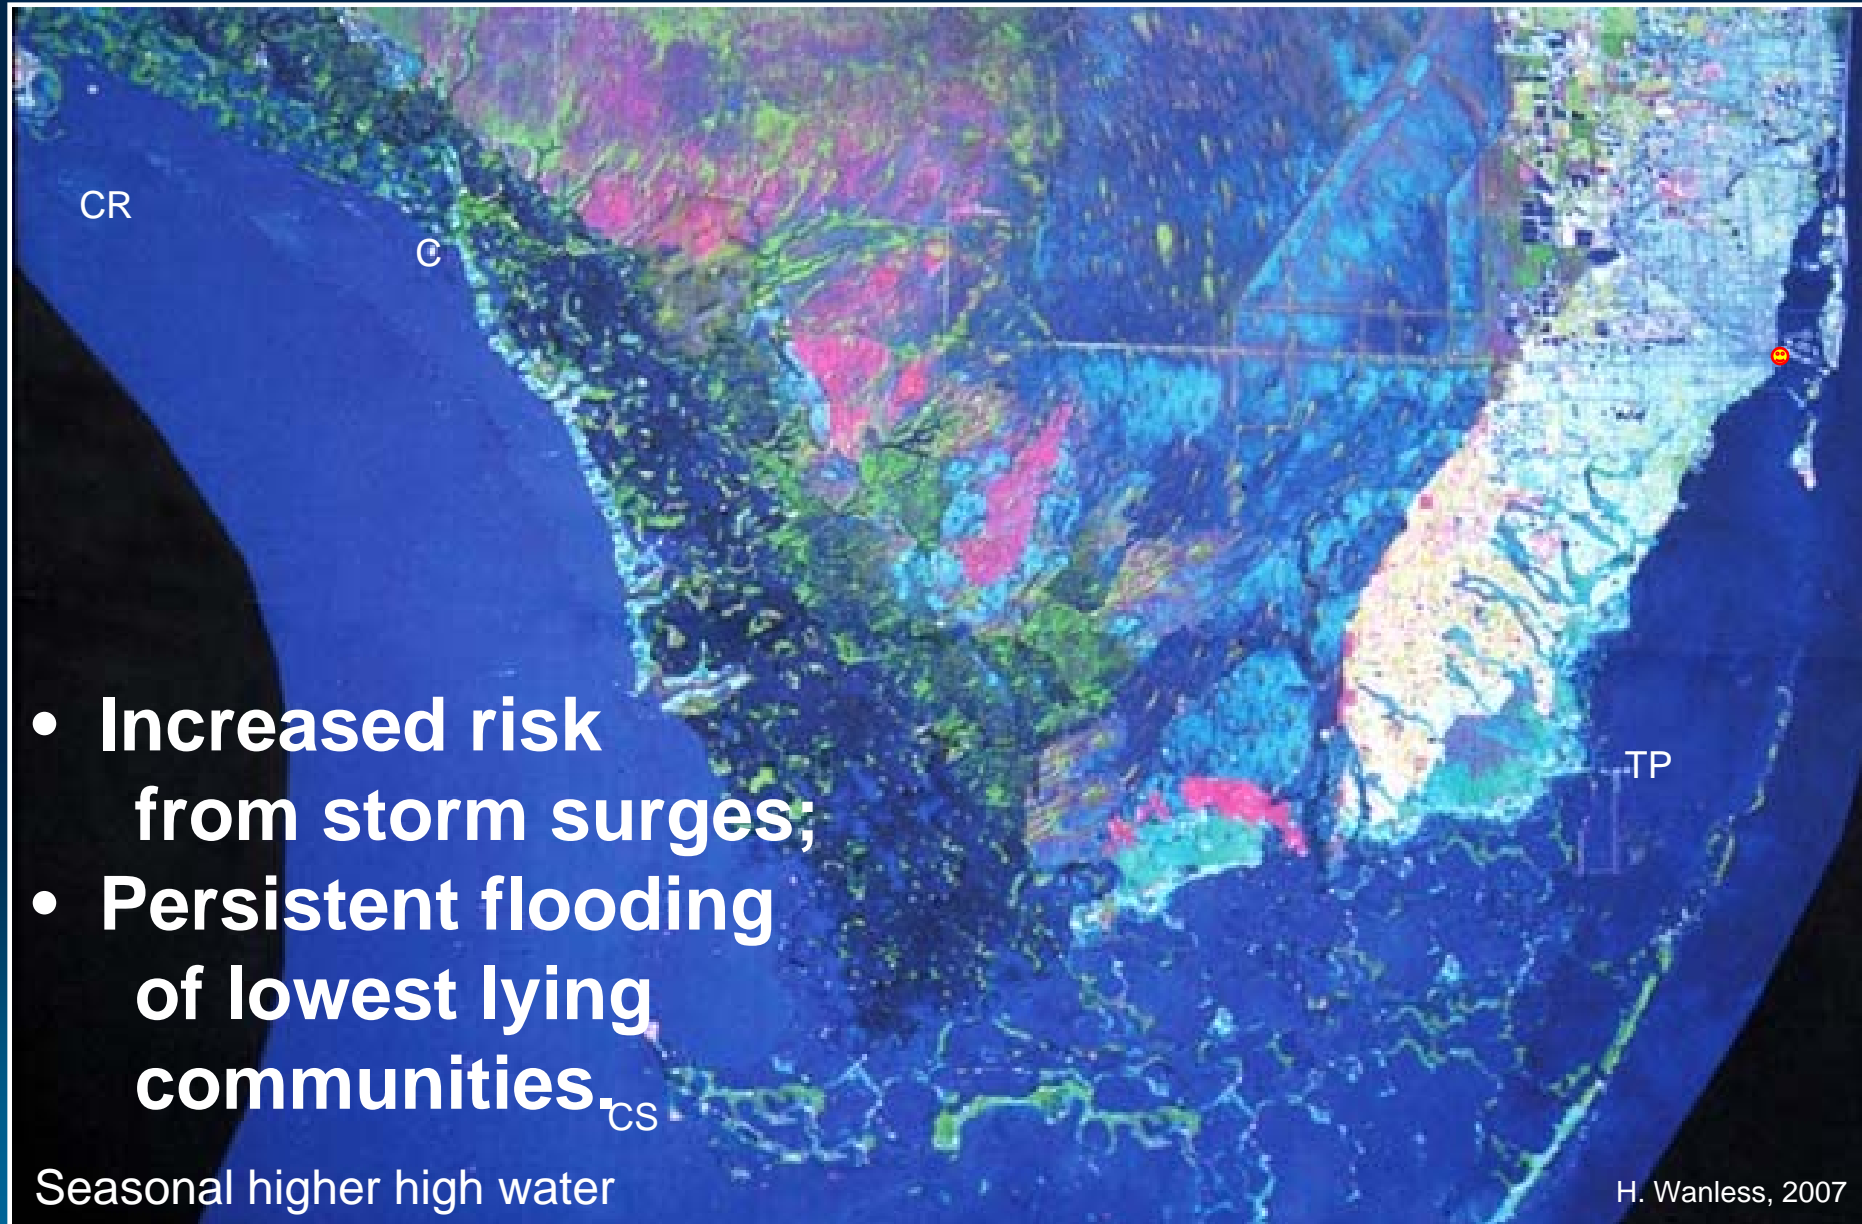 CR
C
TP
• Increased risk
from storm surges;
• Persistent flooding
of lowest lying
communities.
CS
Seasonal higher high water
H. Wanless, 2007